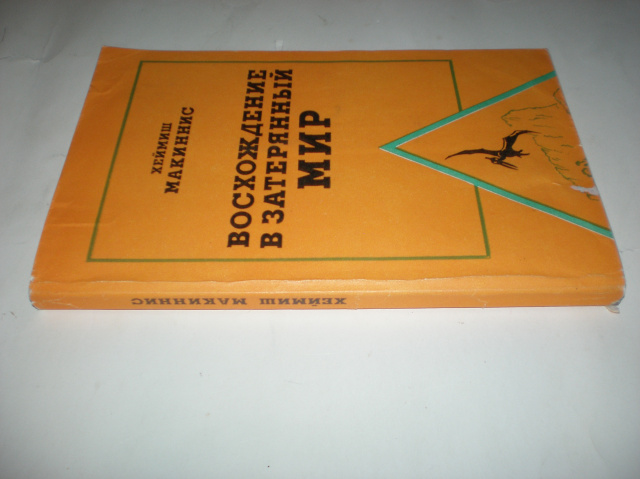 ХЕЙМИШ
МАКИННИС
ВОСХОЖДЕНИЕ
В ЗАТЕРЯННЫЙ
МИР
ХЕЙМИШ МАКИННИС